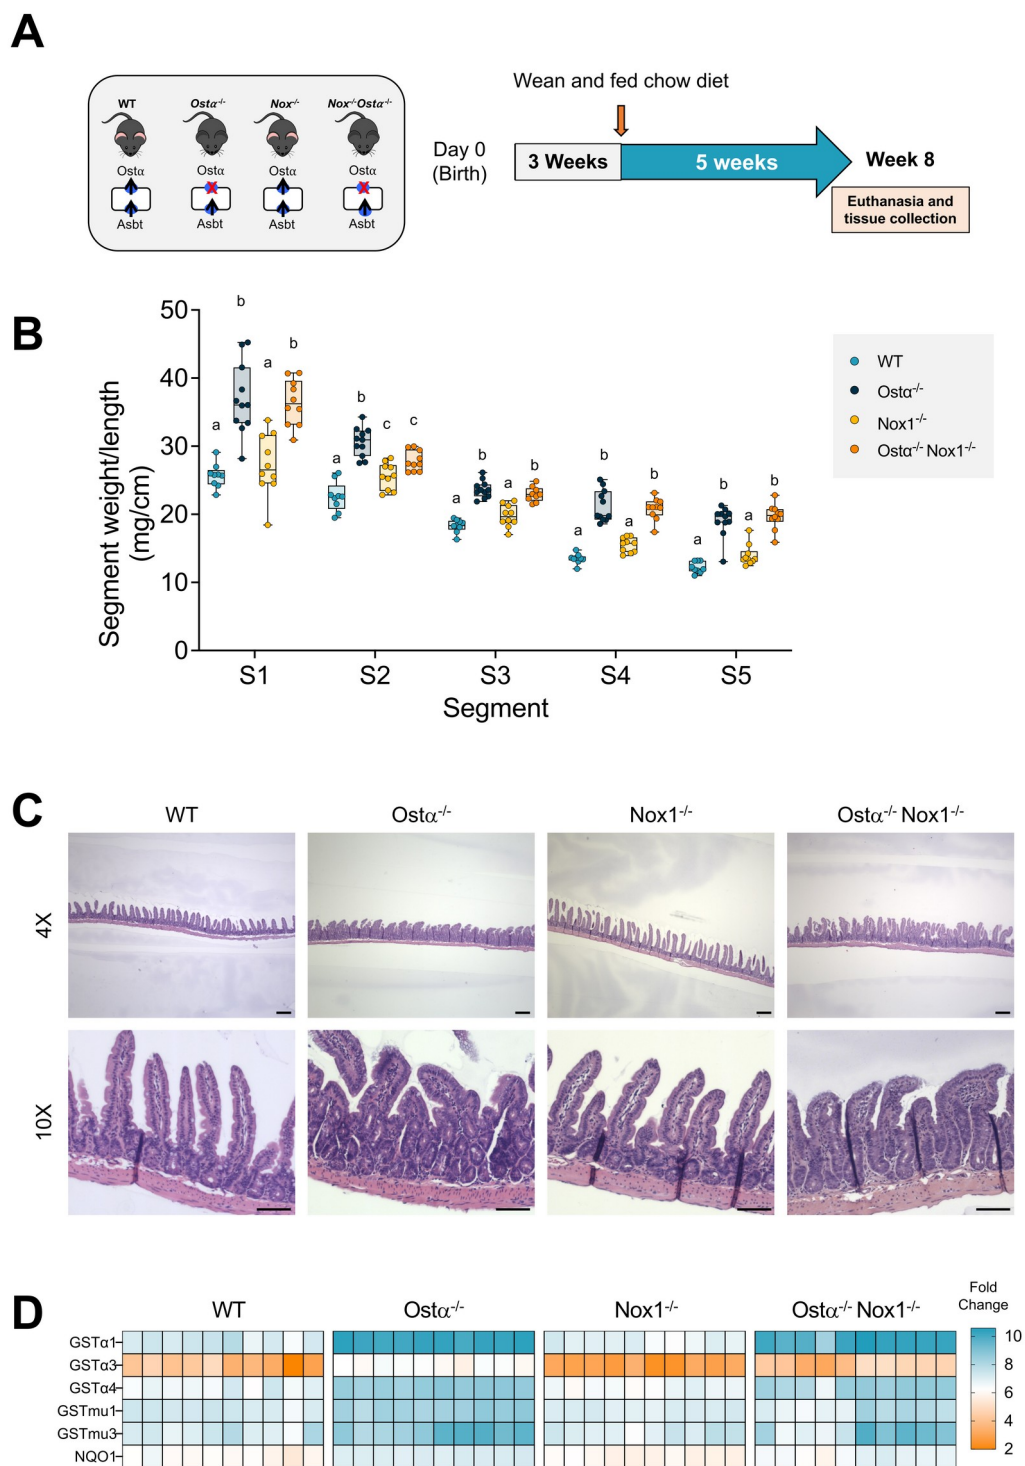 A
WT Ostα-/- Nox-/- Nox-/-Ostα-/-
Ostα Ostα Ostα Ostα
Asbt Asbt Asbt Asbt
Wean and fed chow diet
Day 0
(Birth)
3 Weeks
5 weeks
Week 8
Euthanasia and
tissue collection
B
Segment weight/length
(mg/cm)
50
40
30
20
10
0
a b a b
a b c c
a b a b
a b a b
a b a b
S1 S2 S3 S4 S5
Segment
WT
Ostα-/-
Nox1-/-
Ostα-/- Nox1-/-
C
WT Ostα-/- Nox1-/- Ostα-/- Nox1-/-
4X
10X
D
WT Ostα-/- Nox1-/- Ostα-/- Nox1-/-
Fold
Change
GSTα1
GSTα3
GSTα4
GSTmu1
GSTmu3
NQO1
10
8
6
4
2